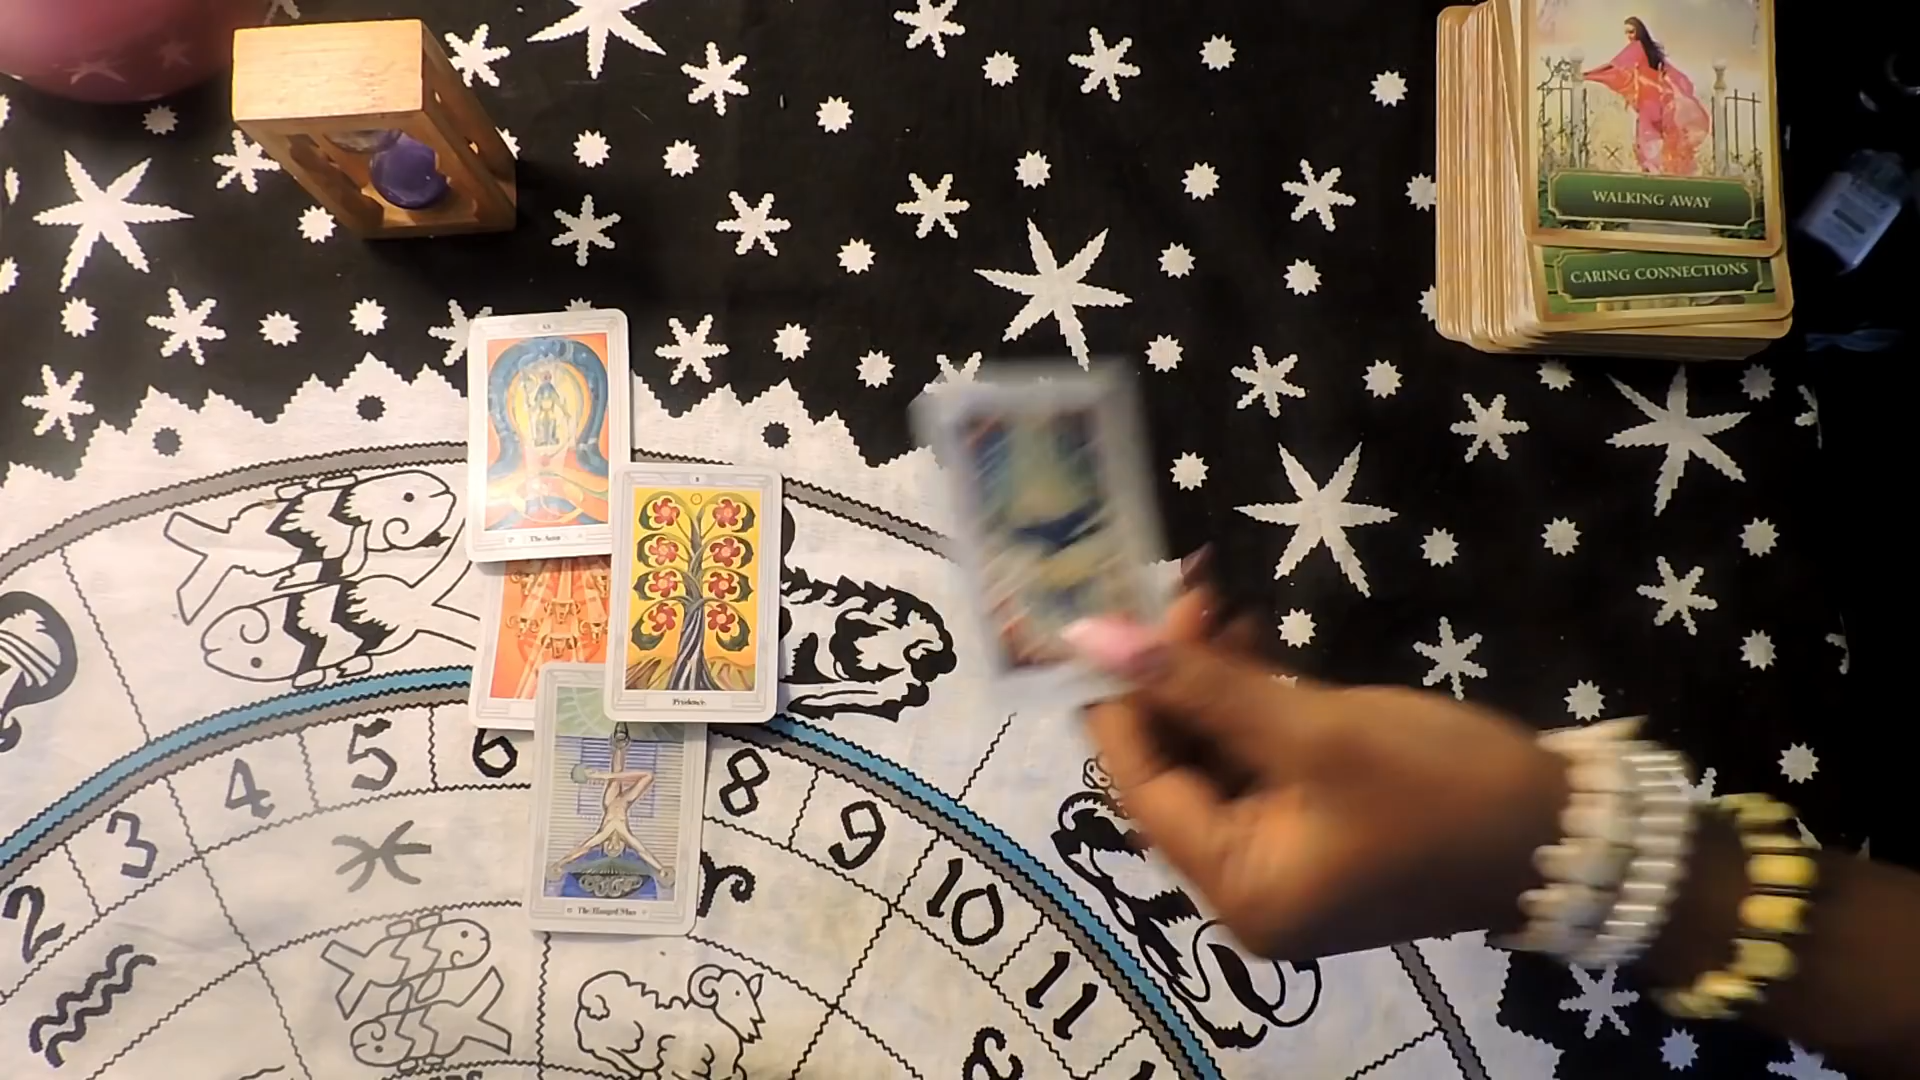 WALKING AWAY
CARING CONNECTIONS
The Aeon
Prudence
The Hanged Man
2
3
4
5
6
8
9
10
11